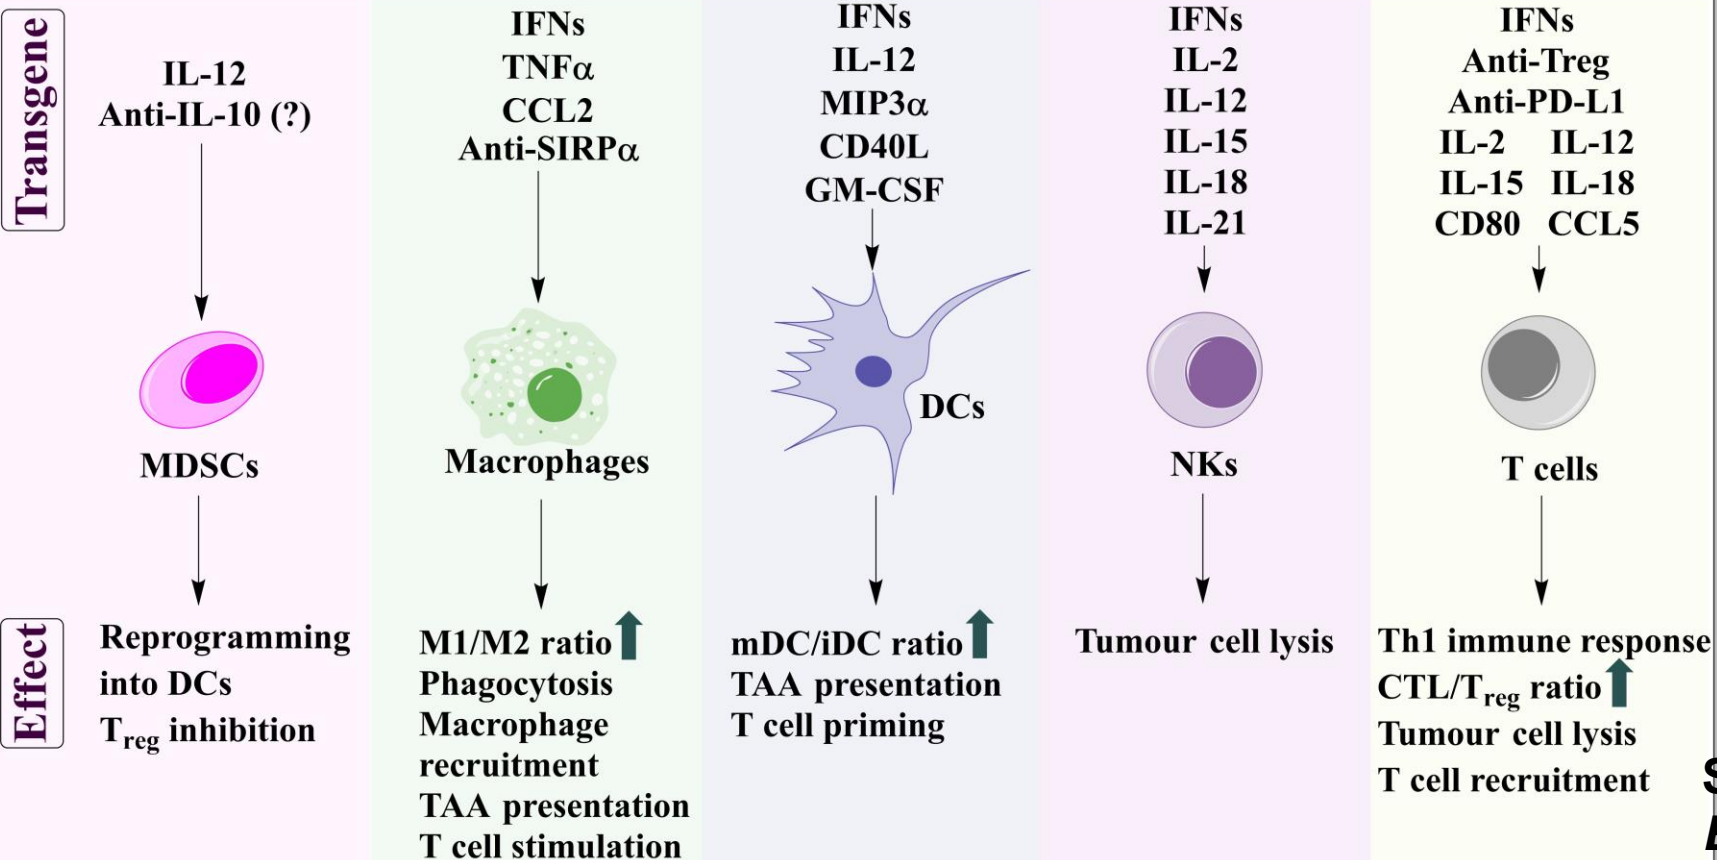 Transgene
IL-12
Anti-IL-10 (?)
MDSCs
Effect
Reprogramming
into DCs
Treg inhibition
IFNs
TNFα
CCL2
Anti-SIRPα
Macrophages
M1/M2 ratio
Phagocytosis
Macrophage
recruitment
TAA presentation
T cell stimulation
IFNs
IL-12
MIP3α
CD40L
GM-CSF
DCs
mDC/iDC ratio
TAA presentation
T cell priming
IFNs
IL-2
IL-12
IL-15
IL-18
IL-21
NKs
Tumour cell lysis
IFNs
Anti-Treg
Anti-PD-L1
IL-2 IL-12
IL-15 IL-18
CD80 CCL5
T cells
Th1 immune response
CTL/Treg ratio
Tumour cell lysis
T cell recruitment